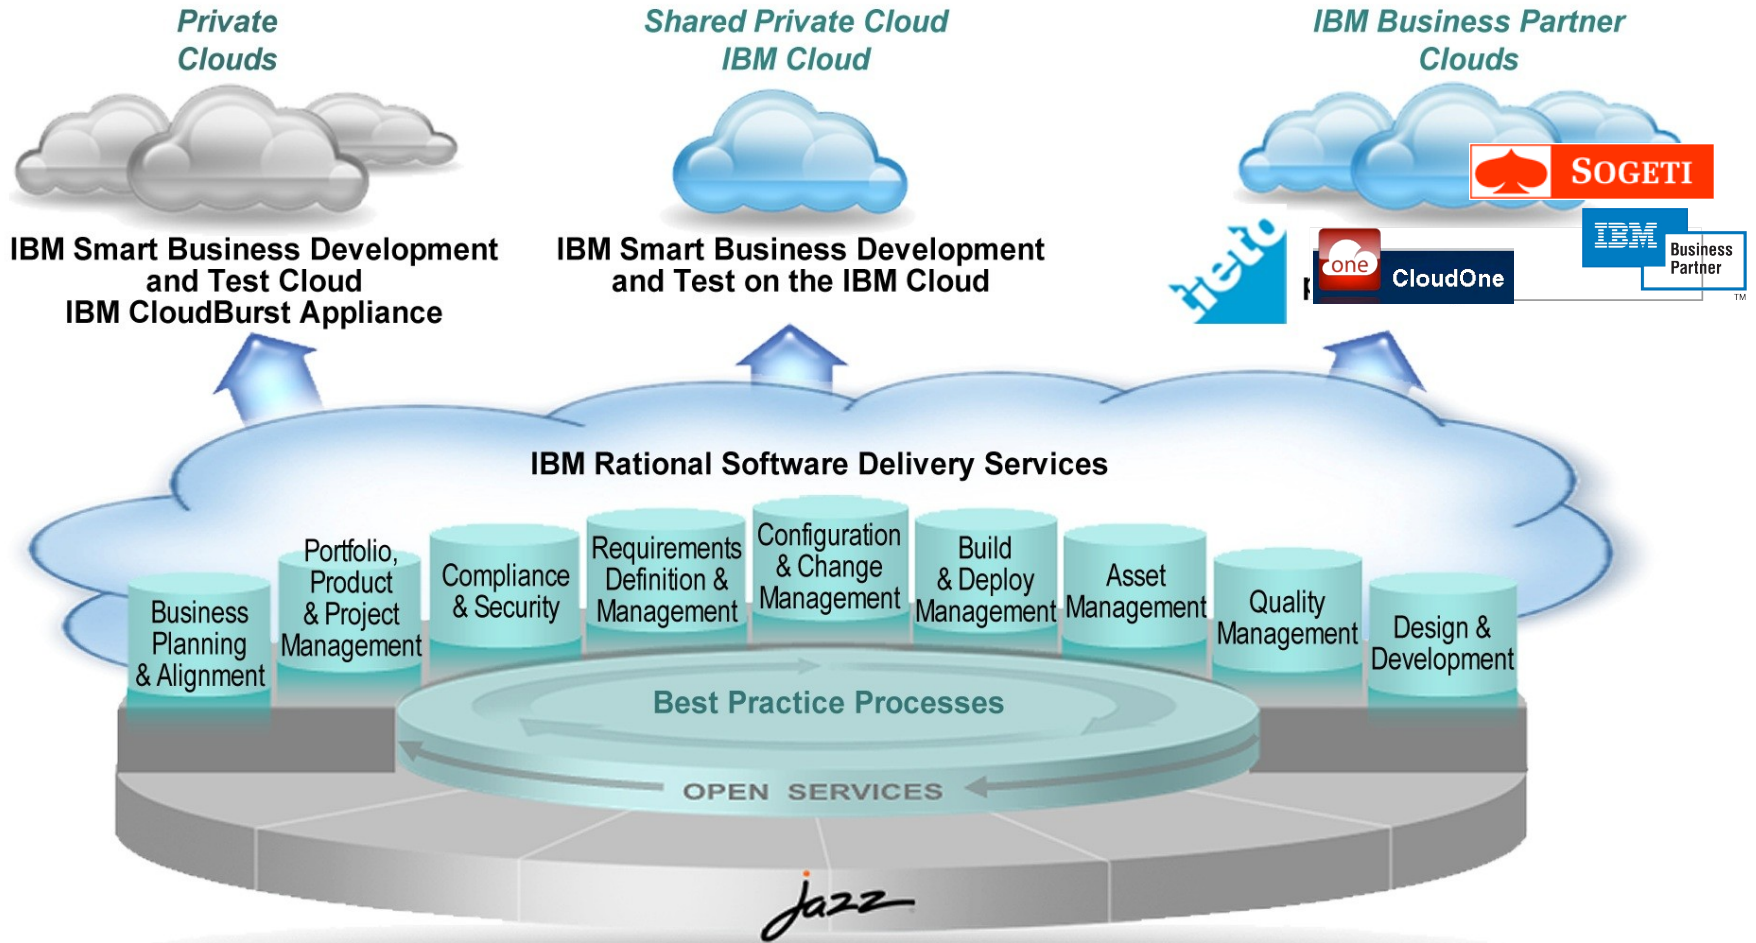 Private
Clouds
Shared Private Cloud
IBM Cloud
IBM Business Partner
Clouds
SOGETI
IBM Smart Business Development
and Test Cloud
IBM CloudBurst Appliance
IBM Smart Business Development
and Test on the IBM Cloud
tieto
one
CloudOne
IBM
Business
Partner
TM
IBM Rational Software Delivery Services
Business
Planning
& Alignment
Portfolio,
Product
& Project
Management
Compliance
& Security
Requirements
Definition &
Management
Configuration
& Change
Management
Build
& Deploy
Management
Asset
Management
Quality
Management
Design &
Development
Best Practice Processes
OPEN SERVICES
jazz